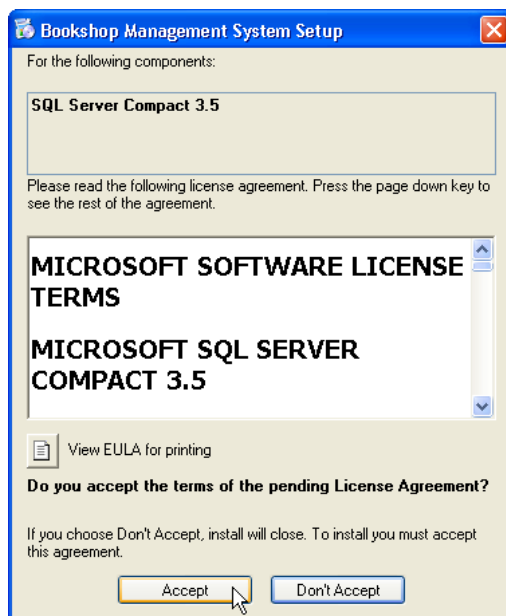 Bookshop Management System Setup
For the following components:
SQL Server Compact 3.5
Please read the following license agreement. Press the page down key to
see the rest of the agreement.
MICROSOFT SOFTWARE LICENSE
TERMS
MICROSOFT SQL SERVER
COMPACT 3.5
View EULA for printing
Do you accept the terms of the pending License Agreement?
If you choose Don't Accept, install will close. To install you must accept
this agreement.
Accept
Don't Accept